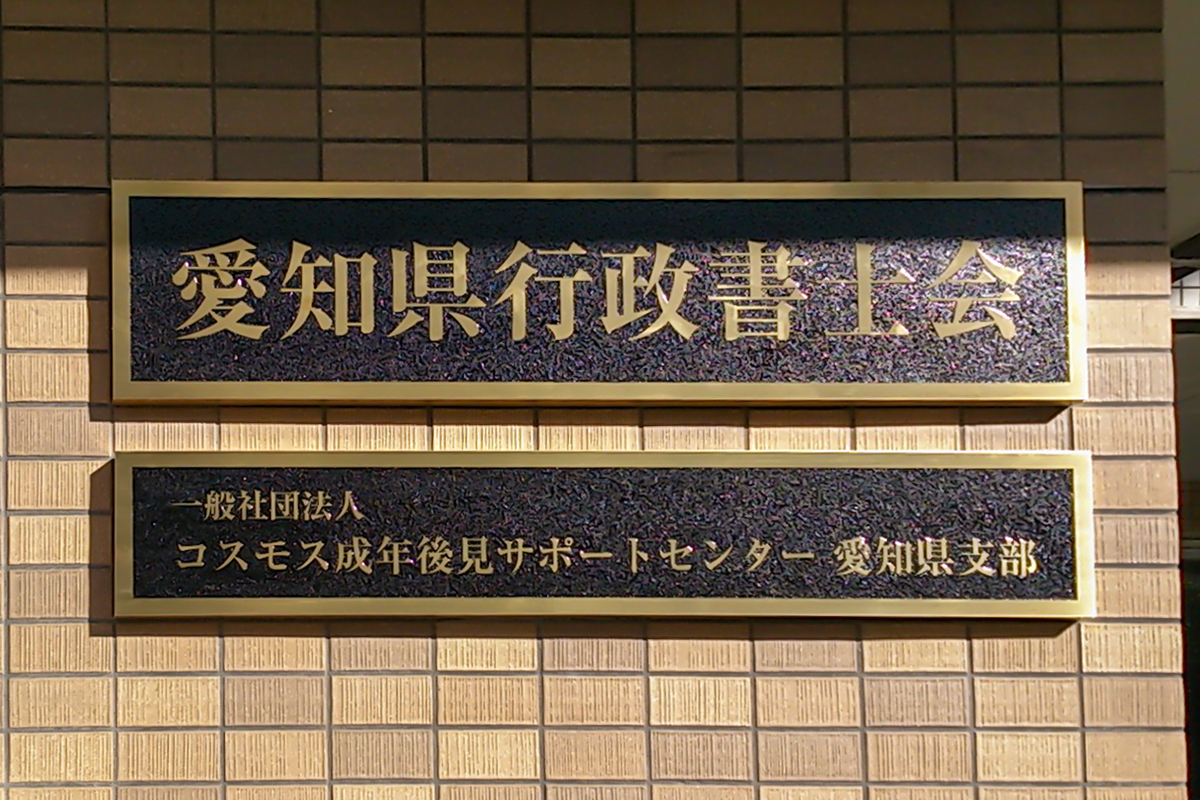 愛知県行政書士会
一般社団法人
コスモス成年後見サポートセンター 愛知県支部